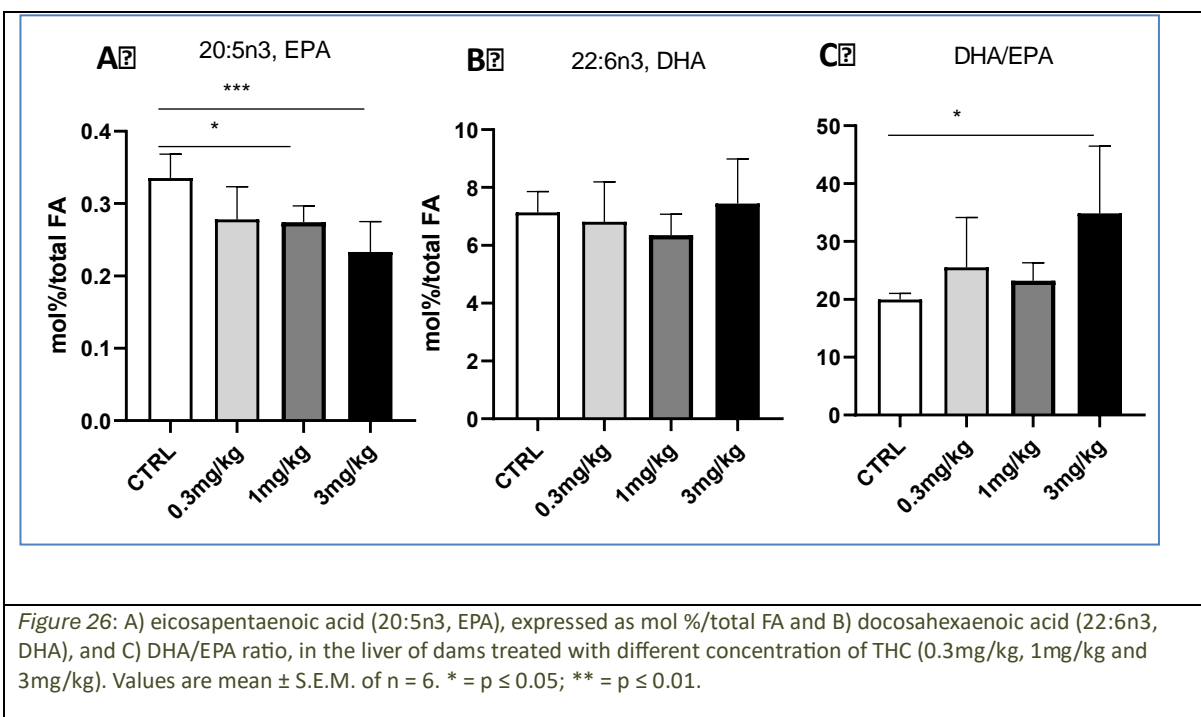 A⍰ 20:5n3, EPA
***
*
mol%/total FA
0.4
0.3
0.2
0.1
0.0
CTRL
0.3mg/kg
1mg/kg
3mg/kg
B⍰ 22:6n3, DHA
mol%/total FA
10
8
6
4
2
0
CTRL
0.3mg/kg
1mg/kg
3mg/kg
C⍰ DHA/EPA
*
50
40
30
20
10
0
CTRL
0.3mg/kg
1mg/kg
3mg/kg
Figure 26: A) eicosapentaenoic acid (20:5n3, EPA), expressed as mol %/total FA and B) docosahexaenoic acid (22:6n3,
DHA), and C) DHA/EPA ratio, in the liver of dams treated with different concentration of THC (0.3mg/kg, 1mg/kg and
3mg/kg). Values are mean ± S.E.M. of n = 6. * = p ≤ 0.05; ** = p ≤ 0.01.